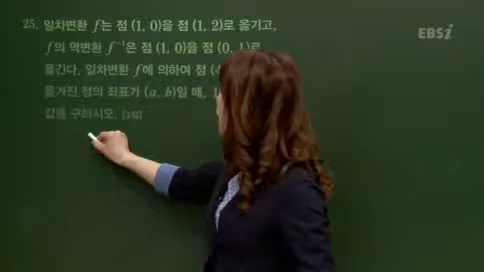 25. 일차변환 f는 점 (1, 0)을 점 (1, 2)로 옮기고,
EBSi
f의 역변환 f⁻¹은 점 (1, 0)을 점 (0, 1)로
옮긴다. 일차변환 f에 의하여 점 (4
옮겨진 점의 좌표가 (a, b)일 때, 1
값을 구하시오. [3점]